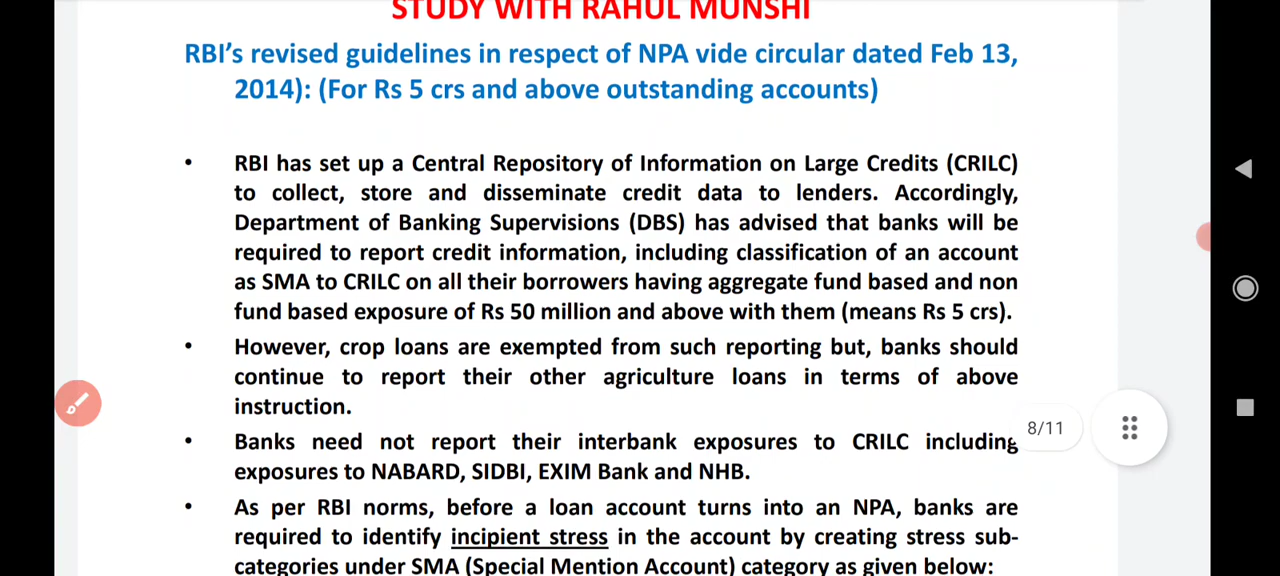 STUDY WITH RAHUL MUNSHI
RBI's revised guidelines in respect of NPA vide circular dated Feb 13,
2014): (For Rs 5 crs and above outstanding accounts)
• RBI has set up a Central Repository of Information on Large Credits (CRILC)
to collect, store and disseminate credit data to lenders. Accordingly,
Department of Banking Supervisions (DBS) has advised that banks will be
required to report credit information, including classification of an account
as SMA to CRILC on all their borrowers having aggregate fund based and non
fund based exposure of Rs 50 million and above with them (means Rs 5 crs).
• However, crop loans are exempted from such reporting but, banks should
continue to report their other agriculture loans in terms of above
instruction.
• Banks need not report their interbank exposures to CRILC including
exposures to NABARD, SIDBI, EXIM Bank and NHB.
• As per RBI norms, before a loan account turns into an NPA, banks are
required to identify incipient stress in the account by creating stress sub-
categories under SMA (Special Mention Account) category as given below:
8/11